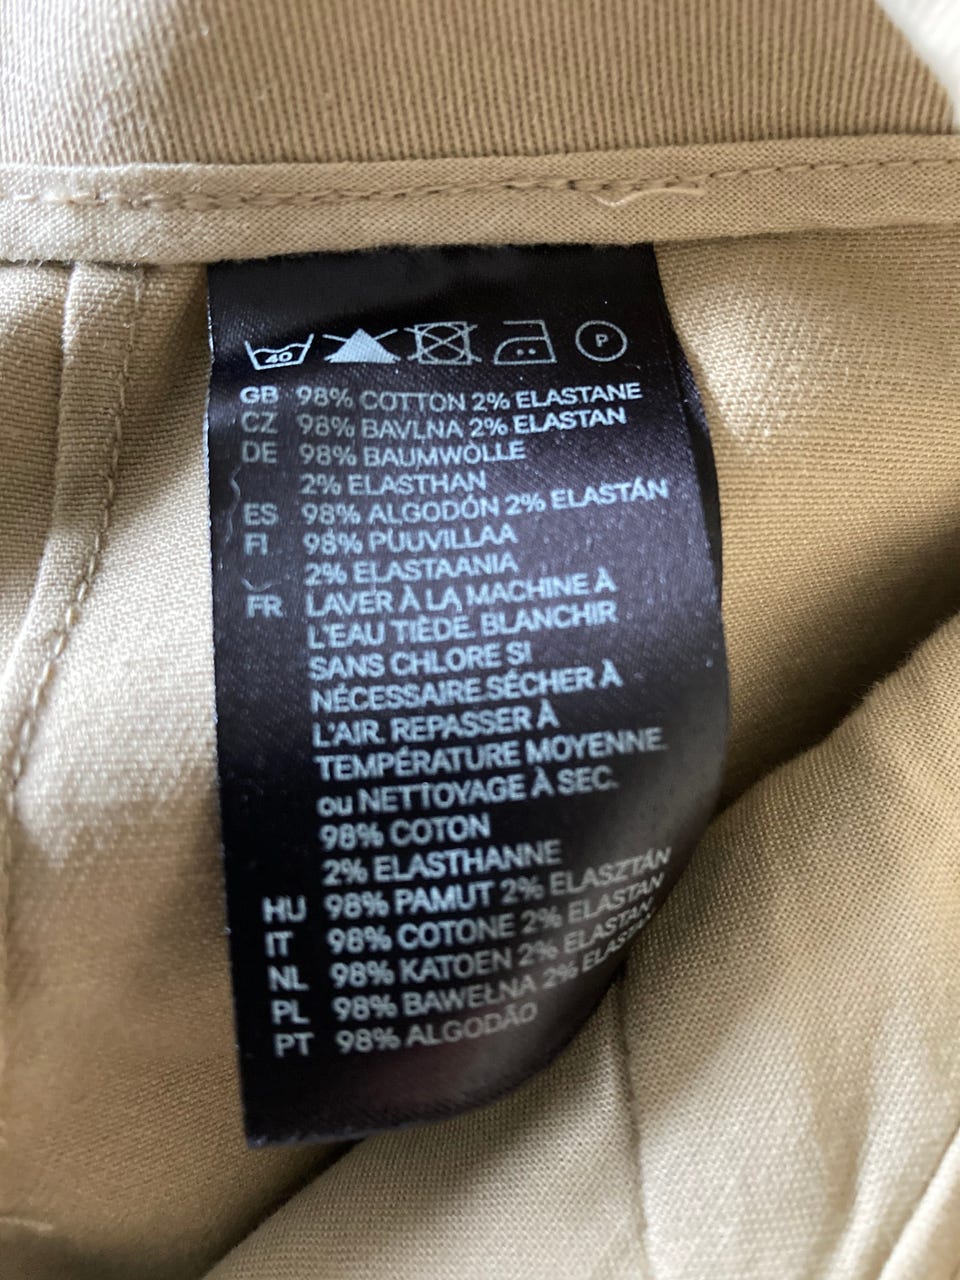 40 P
GB 98% COTTON 2% ELASTANE
CZ 98% BAVLNA 2% ELASTAN
DE 98% BAUMWOLLE
2% ELASTHAN
ES 98% ALGODÓN 2% ELASTÁN
FI 98% PUUVILLAA
2% ELASTAANIA
FR LAVER À LA MACHINE À
L'EAU TIÈDE. BLANCHIR
SANS CHLORE SI
NÉCESSAIRE.SÉCHER À
L'AIR. REPASSER À
TEMPÉRATURE MOYENNE.
ou NETTOYAGE À SEC.
98% COTON
2% ELASTHANNE
HU 98% PAMUT 2% ELASZTÁN
IT 98% COTONE 2% ELASTAN
NL 98% KATOEN 2% ELASTAN
PL 98% BAWEŁNA 2%
PT 98% ALGODÃO